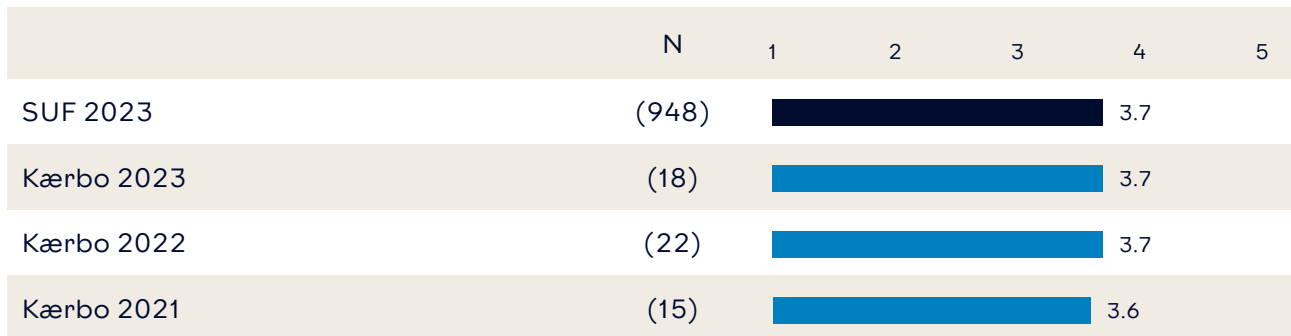 N 1 2 3 4 5
SUF 2023 (948) 3.7
Kærbo 2023 (18) 3.7
Kærbo 2022 (22) 3.7
Kærbo 2021 (15) 3.6